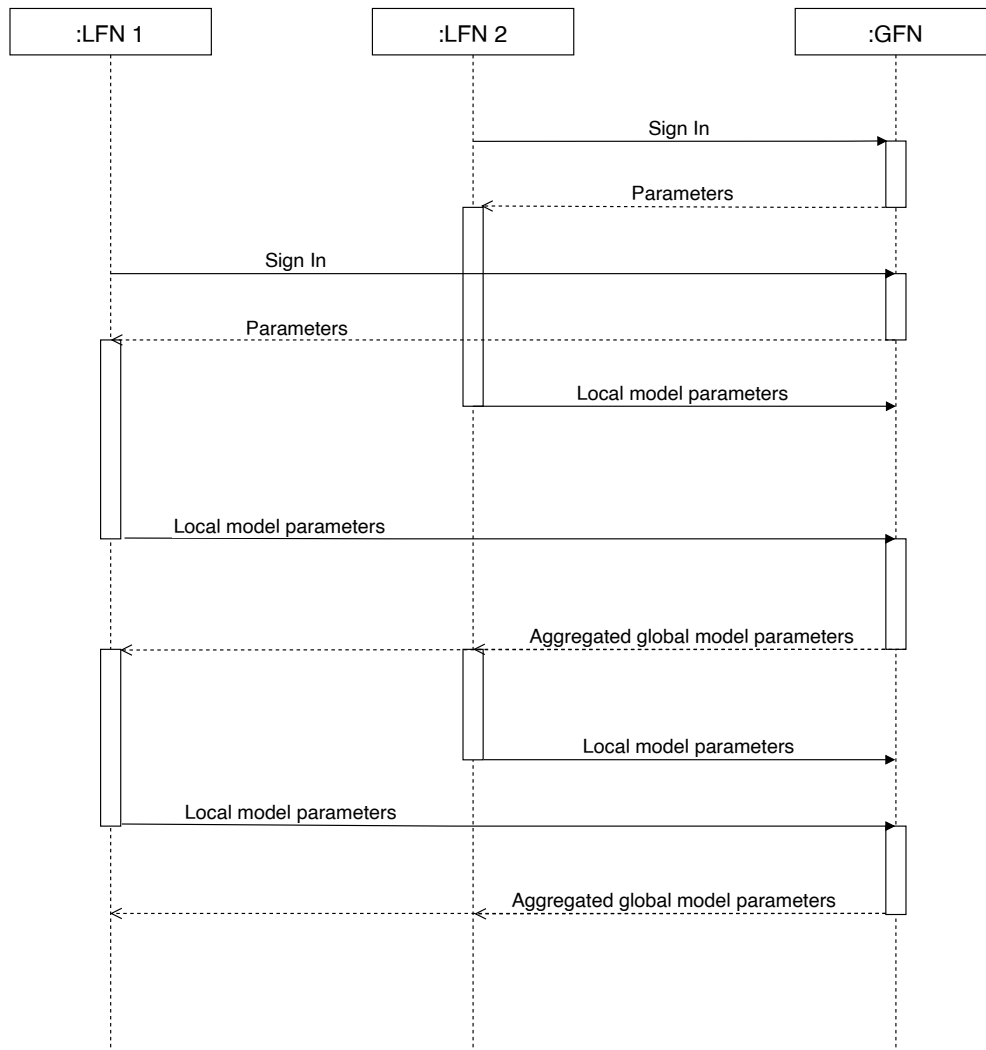 :LFN 1
:LFN 2
:GFN
Sign In
Parameters
Sign In
Parameters
Local model parameters
Local model parameters
Aggregated global model parameters
Local model parameters
Local model parameters
Aggregated global model parameters